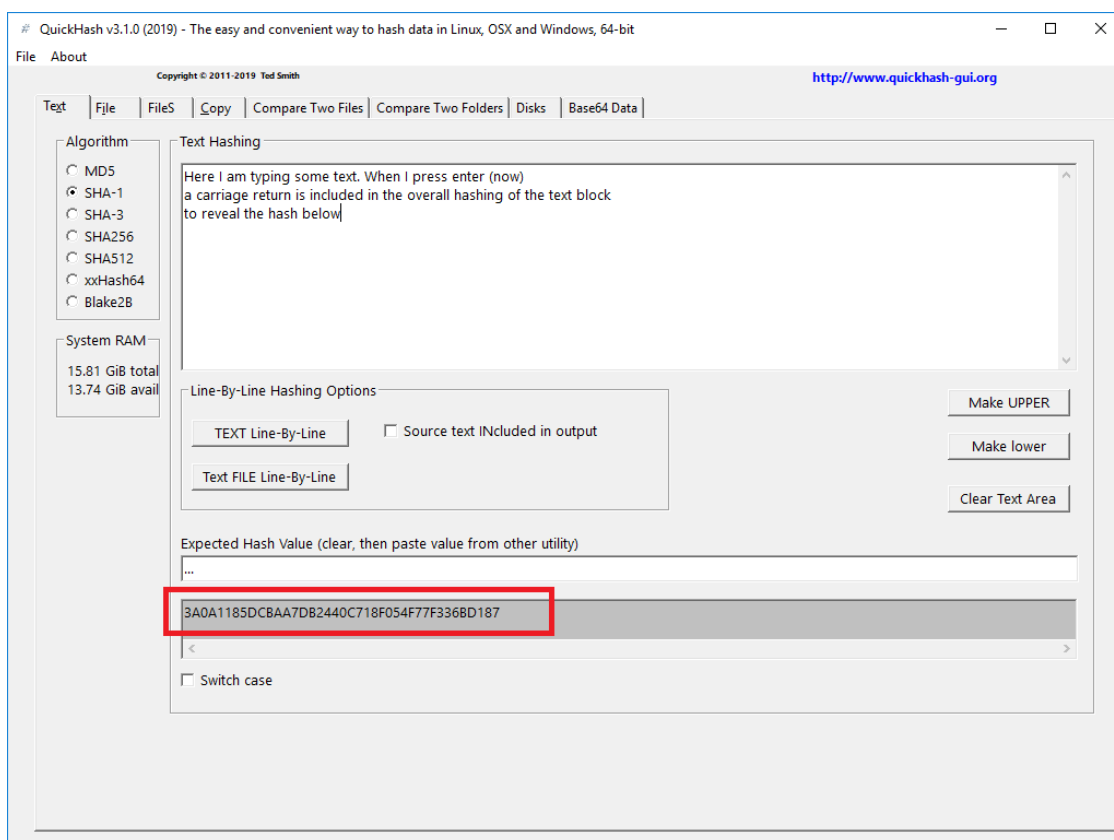 QuickHash v3.1.0 (2019) - The easy and convenient way to hash data in Linux, OSX and Windows, 64-bit
File About
Copyright © 2011-2019 Ted Smith
http://www.quickhash-gui.org
Text File FileS Copy Compare Two Files Compare Two Folders Disks Base64 Data
Algorithm
MD5
SHA-1
SHA-3
SHA256
SHA512
xxHash64
Blake2B
System RAM
15.81 GiB total
13.74 GiB avail
Text Hashing
Here I am typing some text. When I press enter (now)
a carriage return is included in the overall hashing of the text block
to reveal the hash below
Line-By-Line Hashing Options
TEXT Line-By-Line
Source text INcluded in output
Text FILE Line-By-Line
Make UPPER
Make lower
Clear Text Area
Expected Hash Value (clear, then paste value from other utility)
...
3A0A1185DCBAA7DB2440C718F054F77F336BD187
Switch case